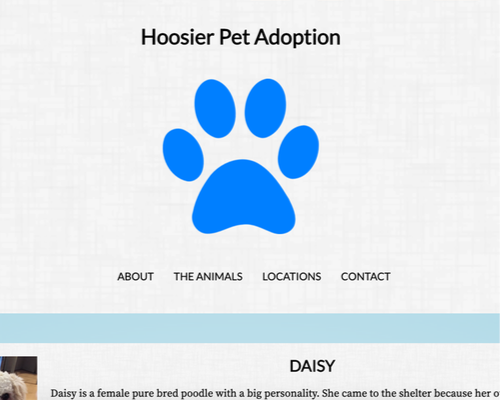 Hoosier Pet Adoption
ABOUT THE ANIMALS LOCATIONS CONTACT
DAISY
Daisy is a female pure bred poodle with a big personality. She came to the shelter because her